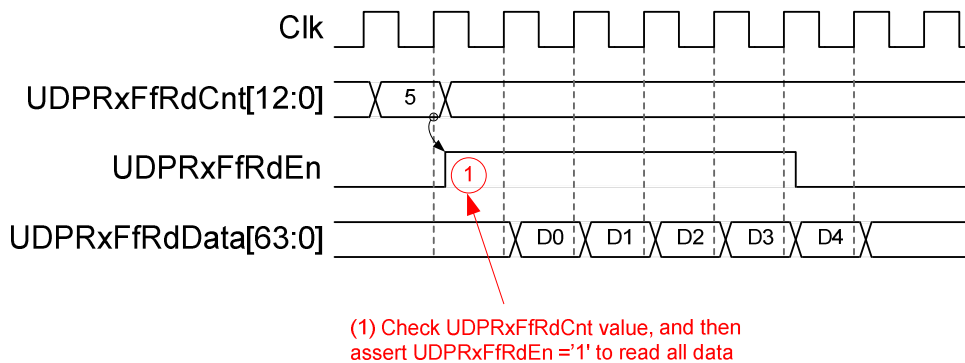 Clk
UDPRxFfRdCnt[12:0]
5
UDPRxFfRdEn
1
UDPRxFfRdData[63:0]
D0 D1 D2 D3 D4
(1) Check UDPRxFfRdCnt value, and then
assert UDPRxFfRdEn ='1' to read all data